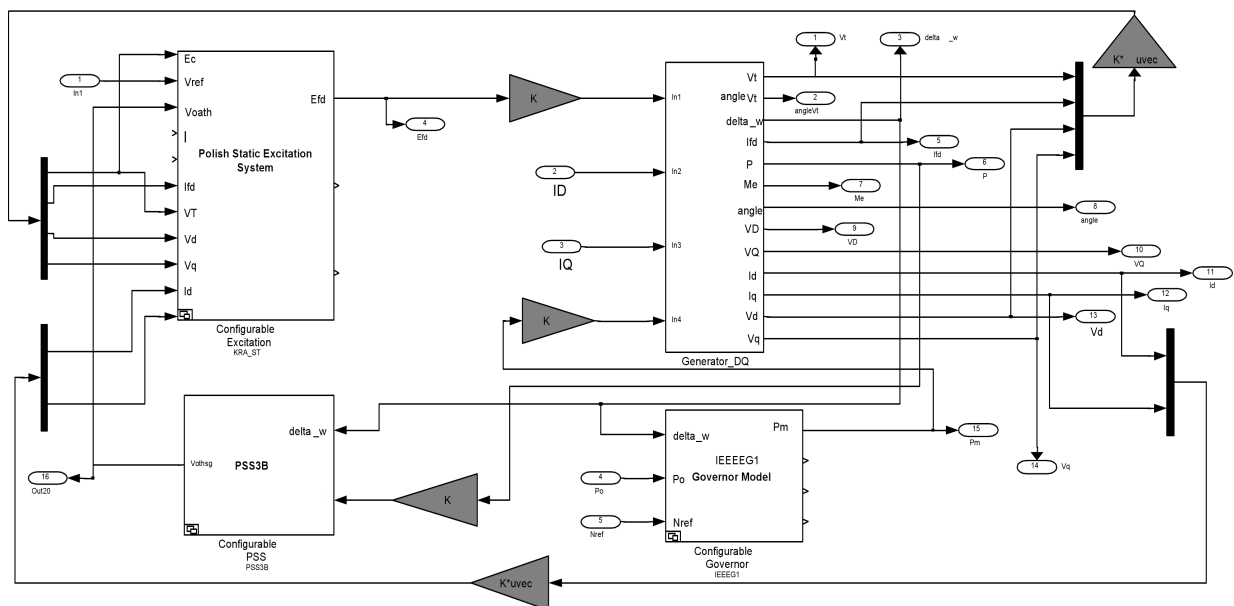 1
Vt
3
delta _w
K* uvec
1
In1
Ec
Vref
Voath
I
Ifd
VT
Vd
Vq
Id
Efd
Polish Static Excitation
System
Configurable
Excitation
KRA_ST
4
Efd
K
2
ID
3
IQ
K
In1
In2
In3
In4
Vt
angle Vt
delta _w
Ifd
P
Me
angle
VD
VQ
Id
Iq
Vd
Vq
Generator_DQ
2
angleVt
5
Ifd
6
P
7
Me
8
angle
9
VD
10
VQ
11
Id
12
Iq
13
Vd
14
Vq
15
Pm
16
Out20
Vothsg
PSS3B
delta _w
Configurable
PSS
PSS3B
K
4
Po
5
Nref
delta_w
Po
Nref
Pm
IEEEEG1
Governor Model
Configurable
Governor
IEEEG1
K*uvec